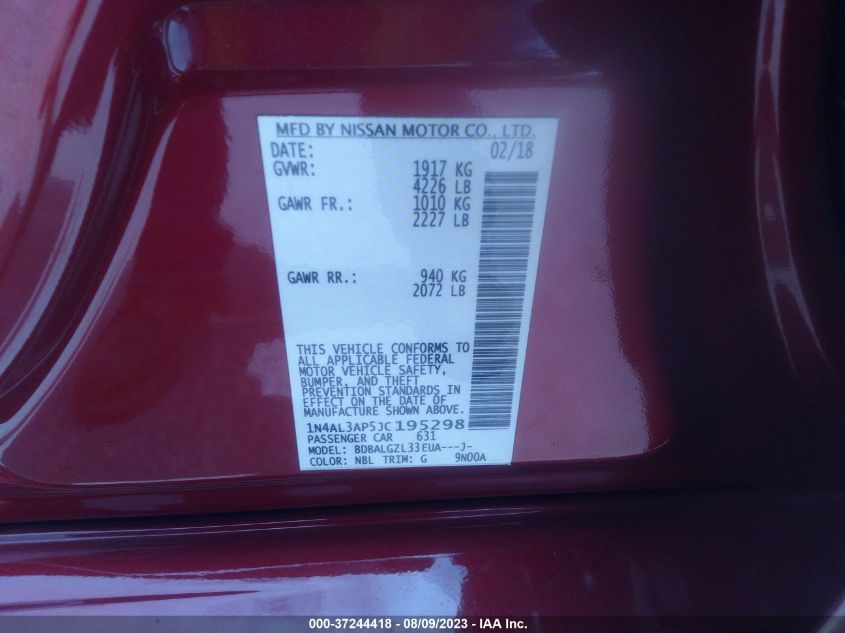 MFD BY NISSAN MOTOR CO., LTD.
DATE: 02/18
GVWR: 1917 KG
4226 LB
GAWR FR.: 1010 KG
2227 LB
GAWR RR.: 940 KG
2072 LB
THIS VEHICLE CONFORMS TO
ALL APPLICABLE FEDERAL
MOTOR VEHICLE SAFETY,
BUMPER, AND THEFT
PREVENTION STANDARDS IN
EFFECT ON THE DATE OF
MANUFACTURE SHOWN ABOVE.
1N4AL3AP5JC195298
PASSENGER CAR 631
MODEL: BDBALGZL33EUA---J-
COLOR: NBL TRIM: G 9N00A
000-37244418 - 08/09/2023 - IAA Inc.